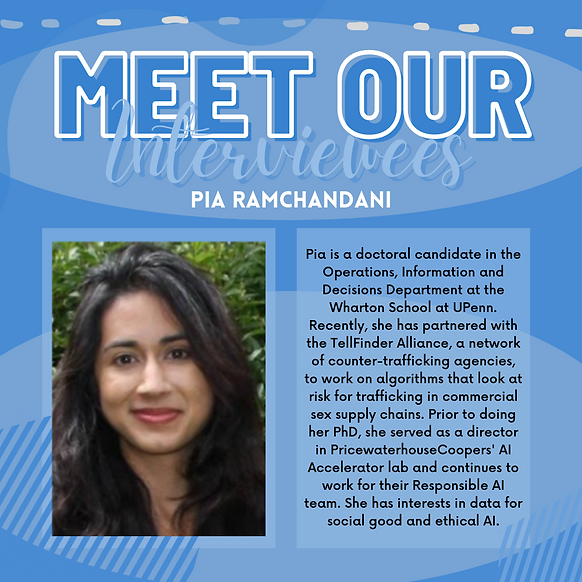 MEET OUR
Interviewees
PIA RAMCHANDANI
Pia is a doctoral candidate in the
Operations, Information and
Decisions Department at the
Wharton School at UPenn.
Recently, she has partnered with
the TellFinder Alliance, a network
of counter-trafficking agencies,
to work on algorithms that look at
risk for trafficking in commercial
sex supply chains. Prior to doing
her PhD, she served as a director
in PricewaterhouseCoopers' AI
Accelerator lab and continues to
work for their Responsible AI
team. She has interests in data for
social good and ethical AI.